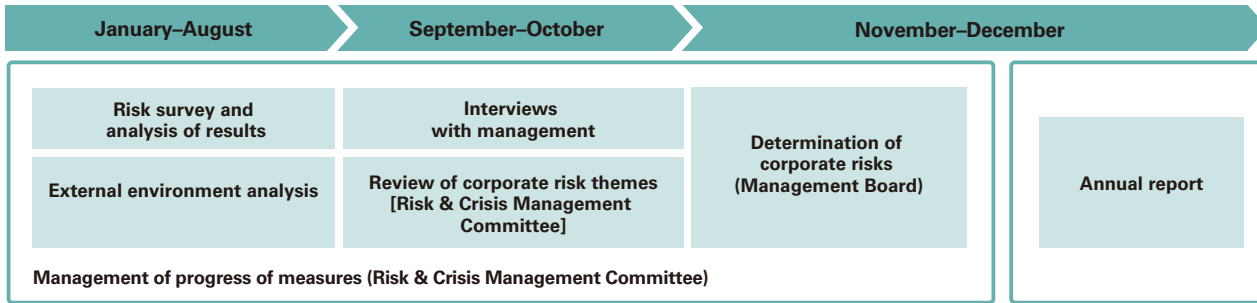 January–August
September–October
November–December
Risk survey and
analysis of results
External environment analysis
Interviews
with management
Review of corporate risk themes
[Risk & Crisis Management
Committee]
Determination of
corporate risks
(Management Board)
Annual report
Management of progress of measures (Risk & Crisis Management Committee)